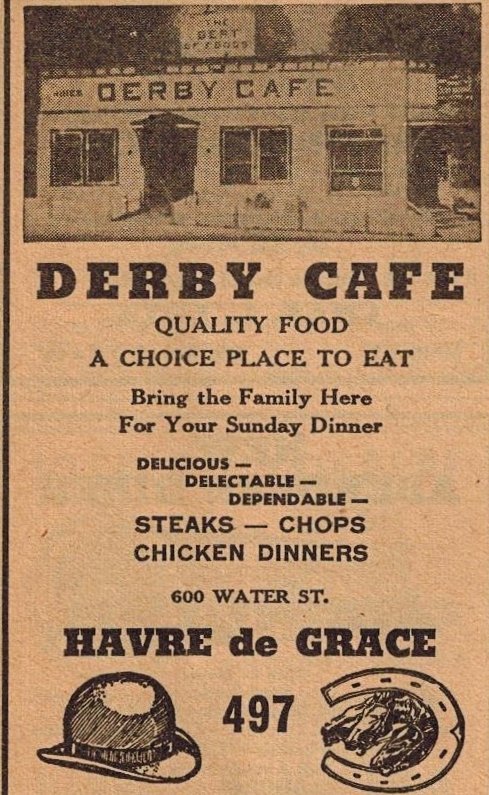 THE
BEST
OF FOODS
DERBY CAFE
DERBY CAFE
QUALITY FOOD
A CHOICE PLACE TO EAT
Bring the Family Here
For Your Sunday Dinner
DELICIOUS —
DELECTABLE —
DEPENDABLE —
STEAKS — CHOPS
CHICKEN DINNERS
600 WATER ST.
HAVRE de GRACE
497